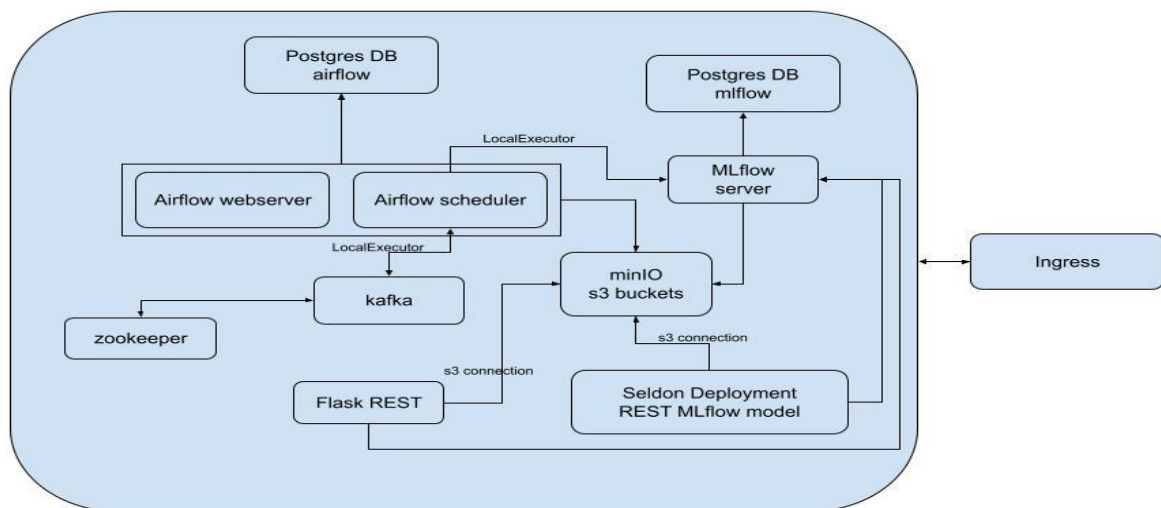 Postgres DB
airflow
Postgres DB
mlflow
LocalExecutor
MLflow
server
Airflow webserver
Airflow scheduler
LocalExecutor
minIO
s3 buckets
Ingress
kafka
zookeeper
s3 connection
s3 connection
Flask REST
Seldon Deployment
REST MLflow model